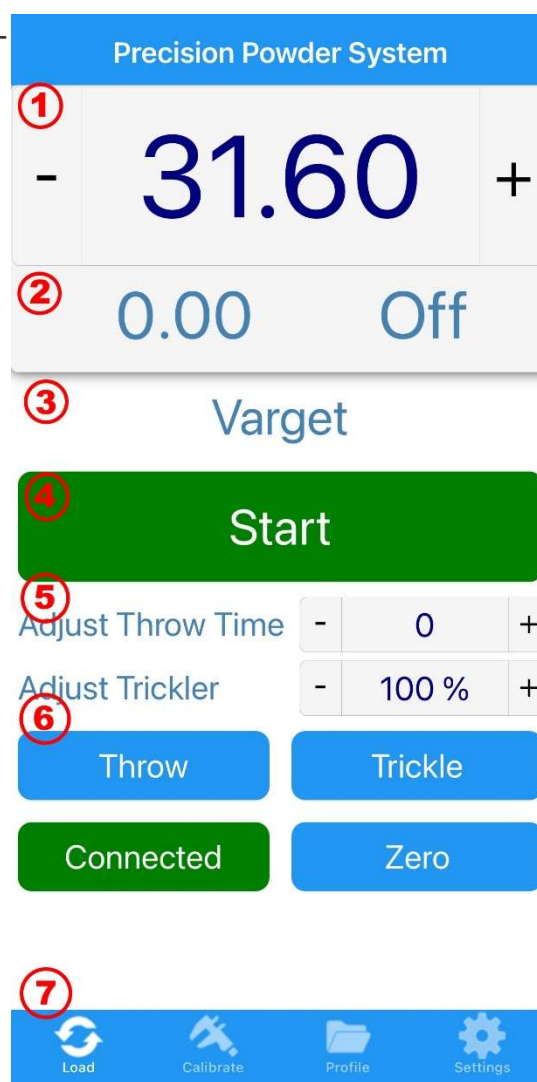 Precision Powder System
1
- 31.60 +
2
0.00 Off
3
Varget
4
Start
5
Adjust Throw Time - 0 +
Adjust Trickler - 100 % +
6
Throw Trickle
Connected Zero
7
Load Calibrate Profile Settings